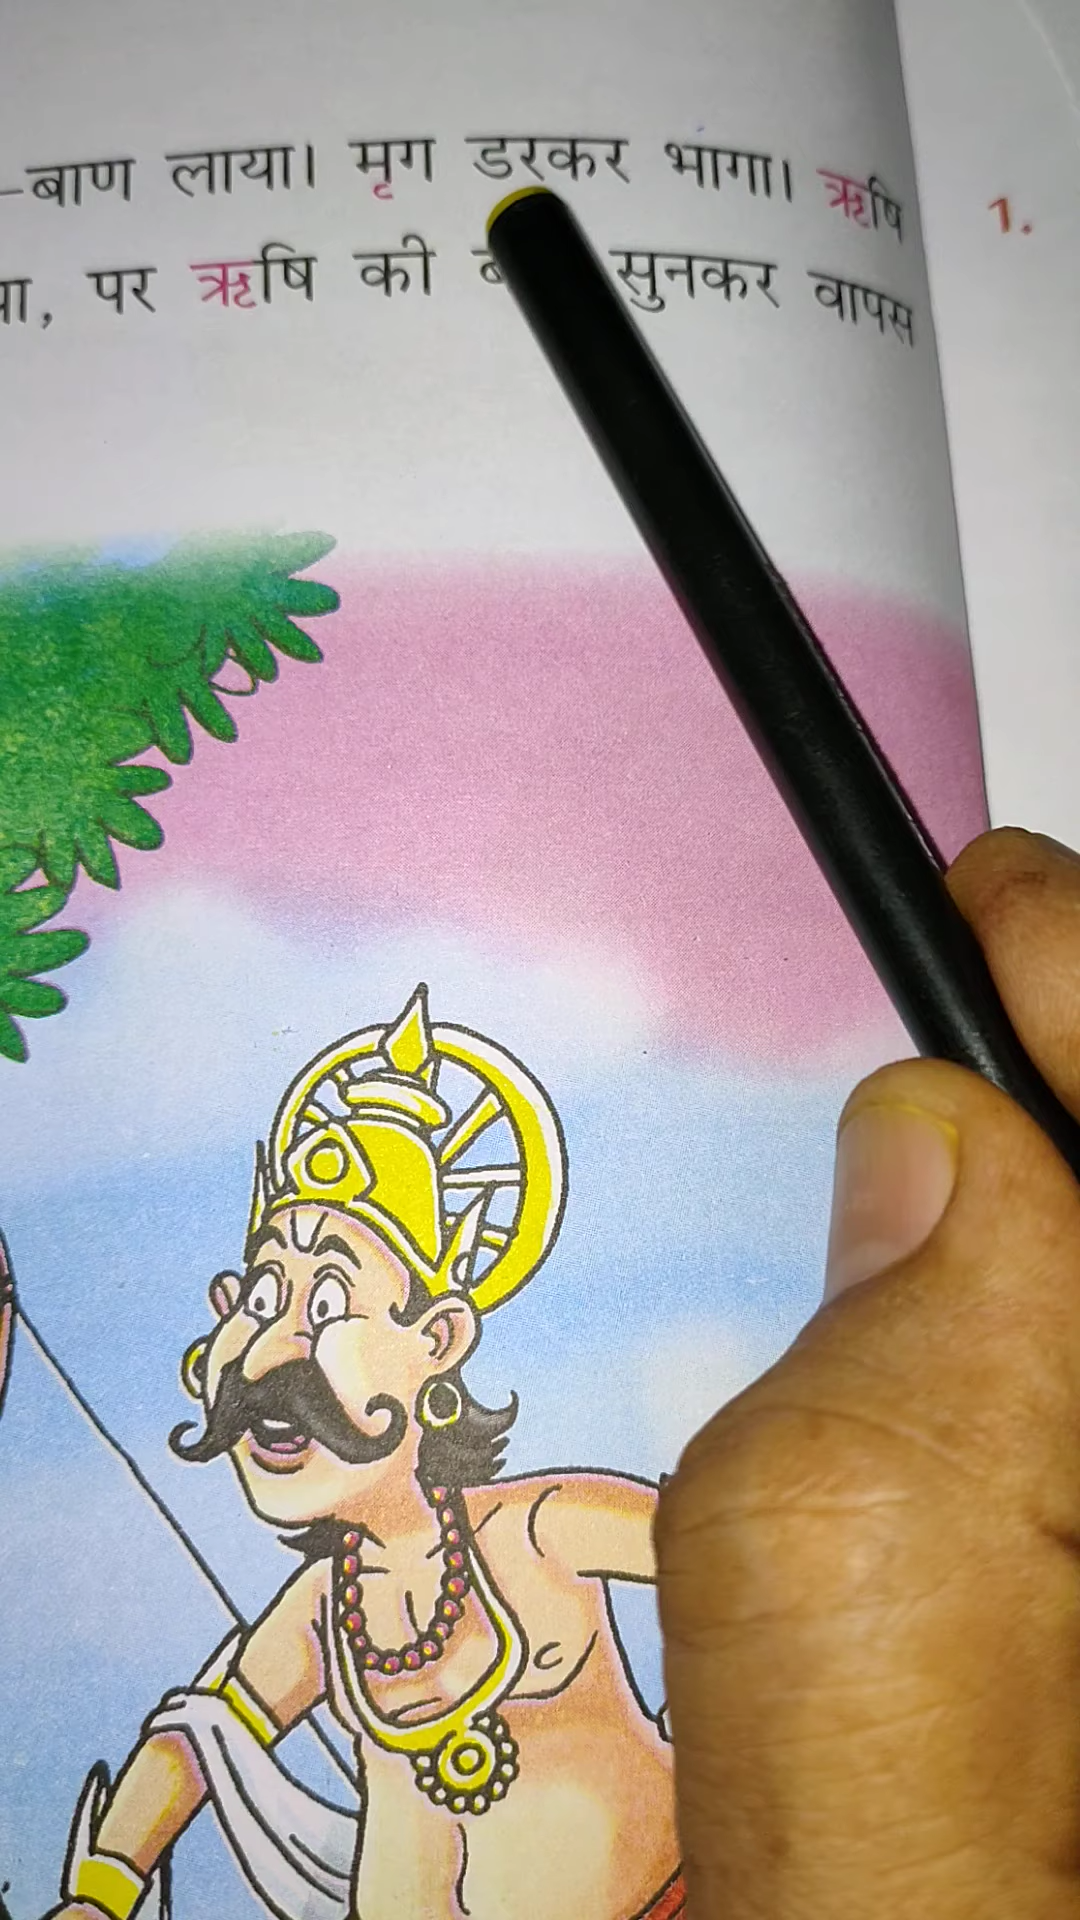 -बाण लाया। मृग डरकर भागा। ऋषि
पर ऋषि की सुनकर वापस
1.